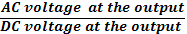 AC voltage at the output
DC voltage at the output